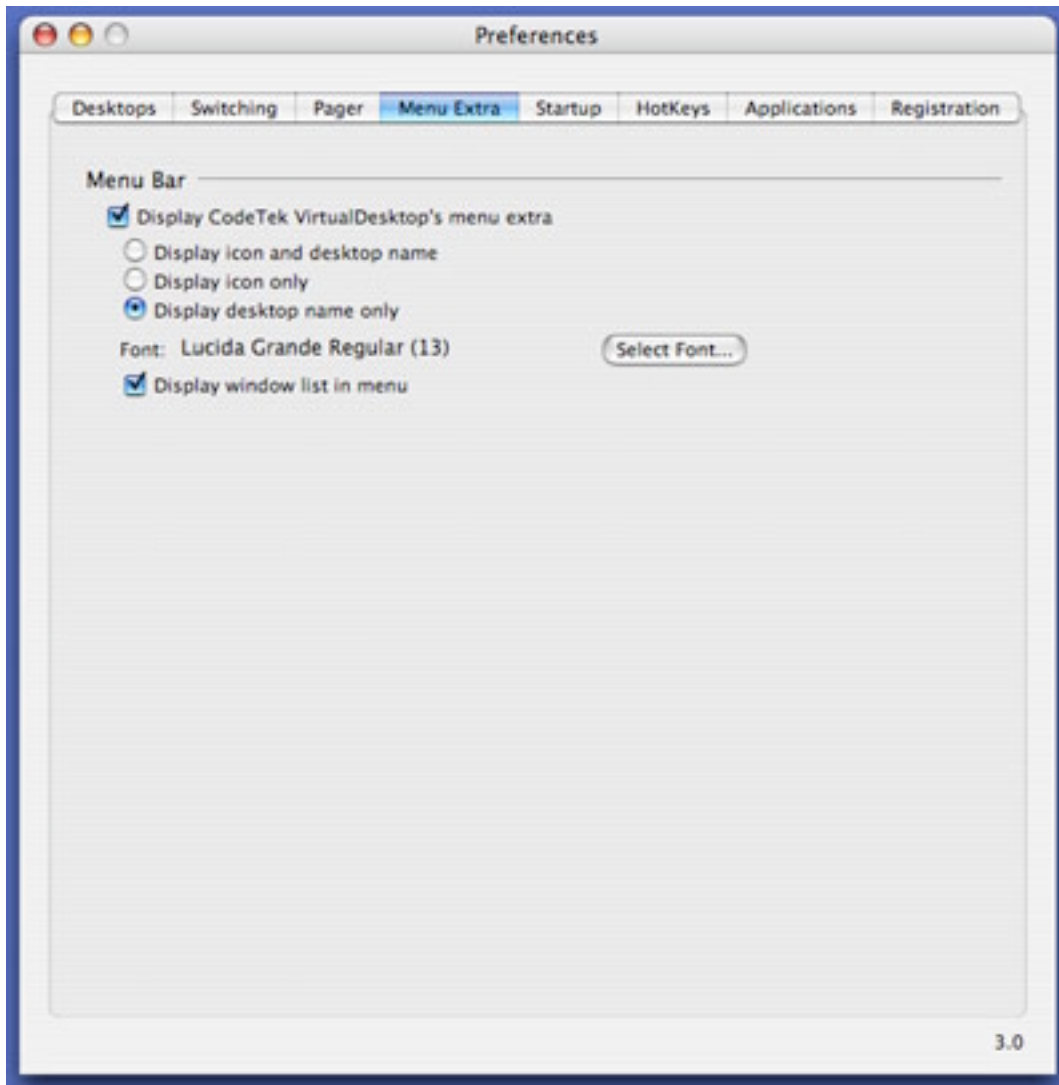 Preferences
Desktops Switching Pager Menu Extra Startup HotKeys Applications Registration
Menu Bar
Display CodeTek VirtualDesktop's menu extra
Display icon and desktop name
Display icon only
Display desktop name only
Font: Lucida Grande Regular (13) Select Font...
Display window list in menu
3.0